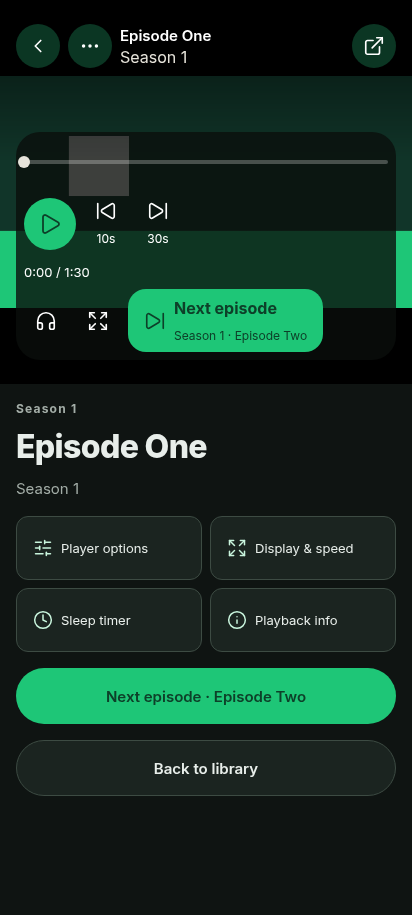 Episode One
Season 1
10s
30s
0:00 / 1:30
Next episode
Season 1 · Episode Two
Season 1
Episode One
Season 1
Player options
Display & speed
Sleep timer
Playback info
Next episode · Episode Two
Back to library